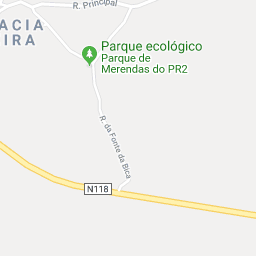 R. Principal
ACIA
IRA
Parque ecológico
Parque de
Merendas do PR2
R. da Fonte da Bica
N118